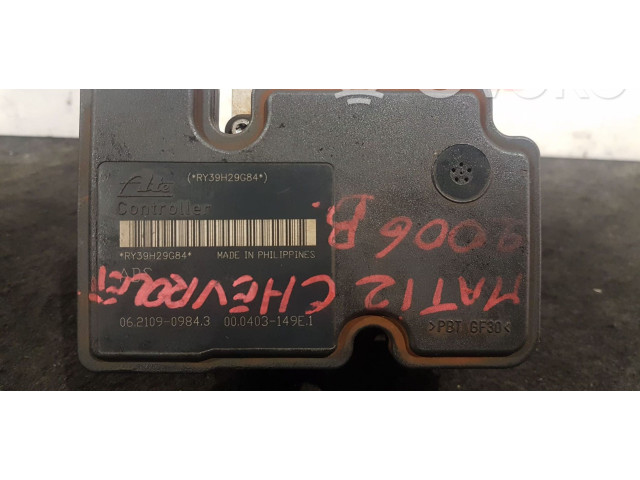 (*RY39H29G84*)
Ate
Controller
*RY39H29G84* MADE IN PHILIPPINES
ABS
06.2109-0984.3 00.0403-149E.1
CHEVROLET
MATIZ
2006 B.
>PBT GF30<